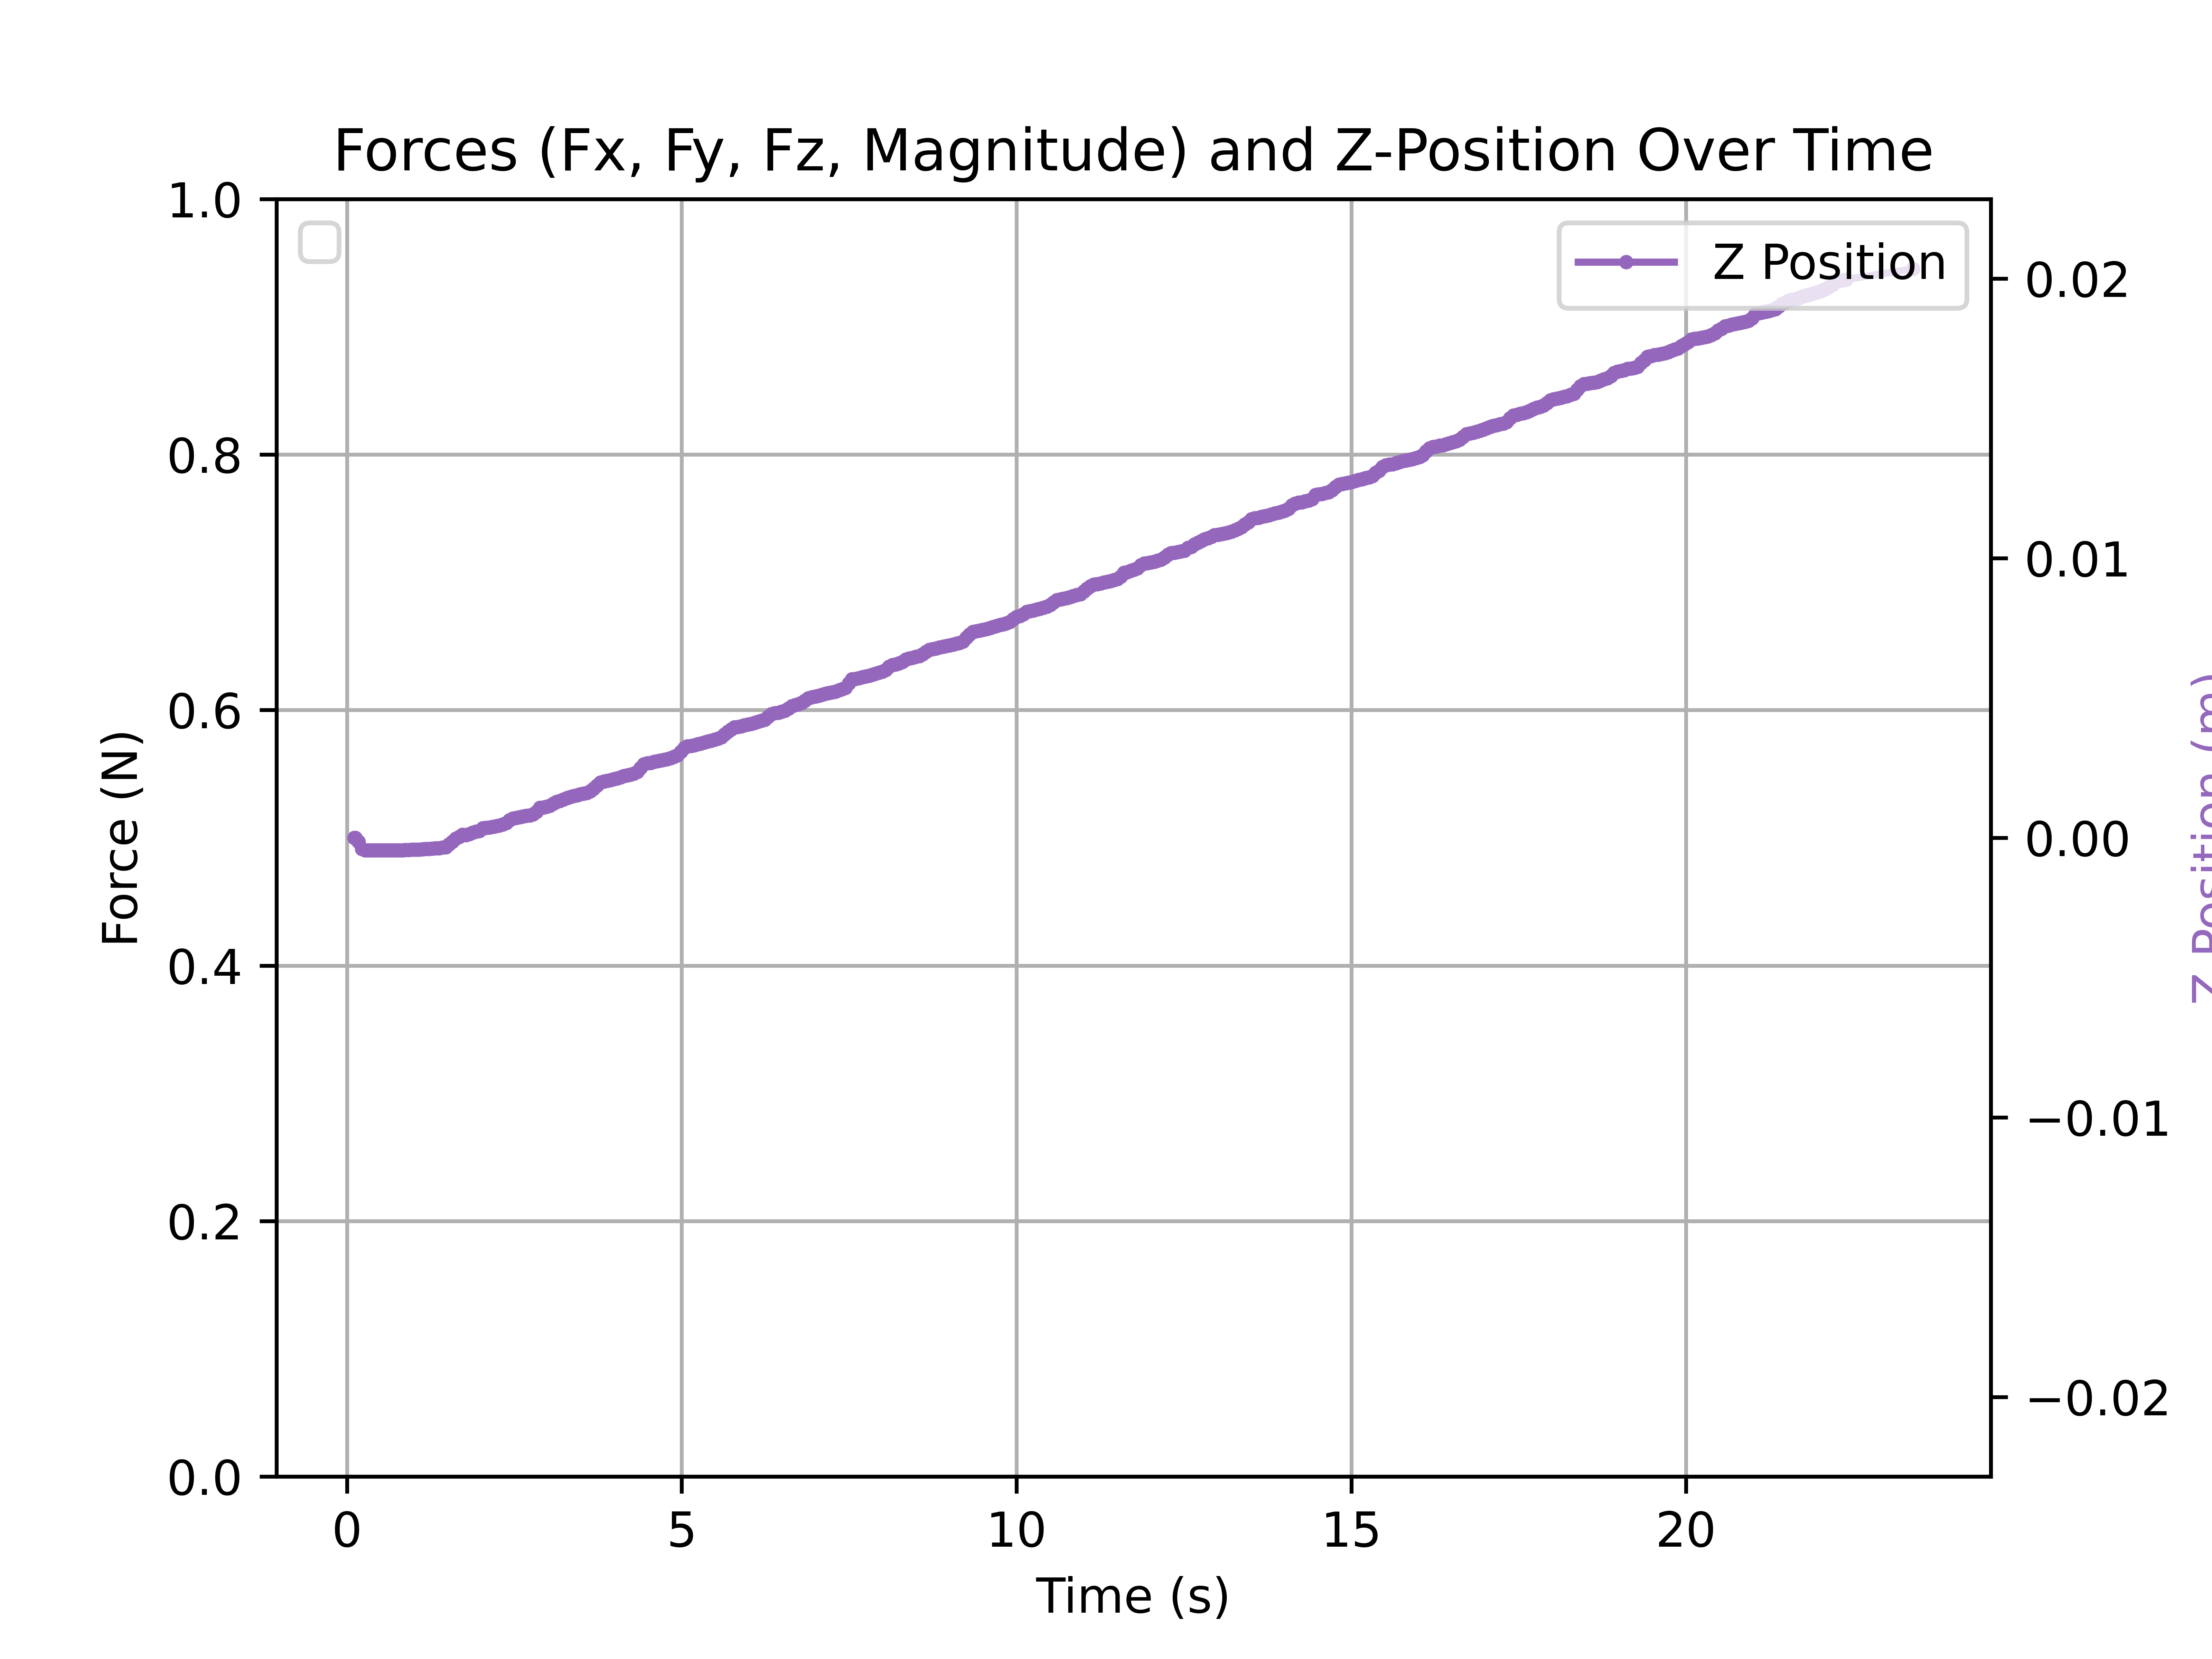 Forces (Fx, Fy, Fz, Magnitude) and Z-Position Over Time
Z Position
1.0
0.8
0.6
0.4
0.2
0.0
Force (N)
0.02
0.01
0.00
−0.01
−0.02
Z Position (m)
0 5 10 15 20
Time (s)